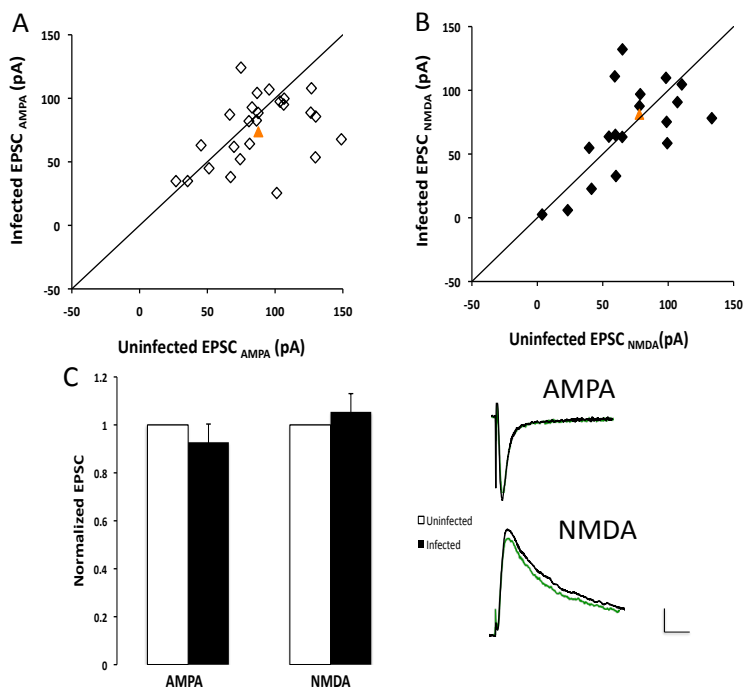 A
150
100
50
0
-50
-50
0
50
100
150
Infected EPSC AMPA (pA)
Uninfected EPSC AMPA (pA)
B
150
100
50
0
-50
-50
0
50
100
150
Infected EPSC NMDA (pA)
Uninfected EPSC NMDA(pA)
C
1.2
1
0.8
0.6
0.4
0.2
0
Normalized EPSC
AMPA
NMDA
Uninfected
Infected
AMPA
NMDA